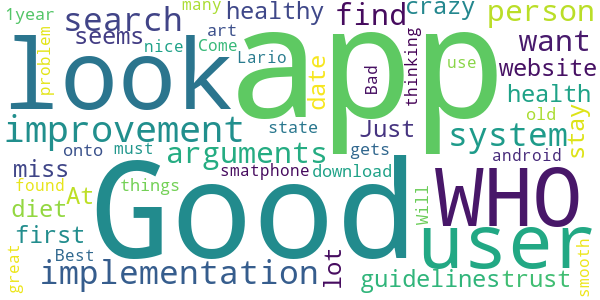 1year
many
healthy
find
crazy
person
search
seems
nice
art
Come
Lario
problem
look
app
date
Bad
thinking
want
use
website
improvement
onto
state
Just
system
health
old
stay
miss
must
arguments
gets
android
found
things
smatphone
download
diet
At
Good
WHO
first
Best
Will
user
great
implementation
lot
guidelines
trust
smooth